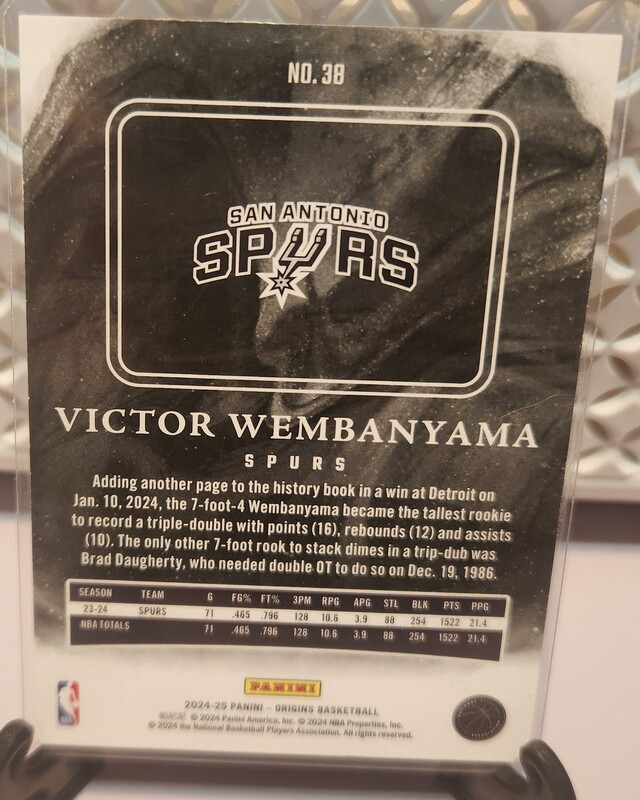 NO. 38
SAN ANTONIO
SPURS
VICTOR WEMBANYAMA
SPURS
Adding another page to the history book in a win at Detroit on
Jan. 10, 2024, the 7-foot-4 Wembanyama became the tallest rookie
to record a triple-double with points (16), rebounds (12) and assists
(10). The only other 7-foot rook to stack dimes in a trip-dub was
Brad Daugherty, who needed double OT to do so on Dec. 19, 1986.
SEASON TEAM G FG% FT% 3PM RPG APG STL BLK PTS PPG
23-24 SPURS 71 .465 .796 128 10.6 3.9 88 254 1522 21.4
NBA TOTALS 71 .465 .796 128 10.6 3.9 88 254 1522 21.4
PANINI
2024-25 PANINI – ORIGINS BASKETBALL
© 2024 Panini America, Inc. © 2024 NBA Properties, Inc.
© 2024 the National Basketball Players Association. All rights reserved.